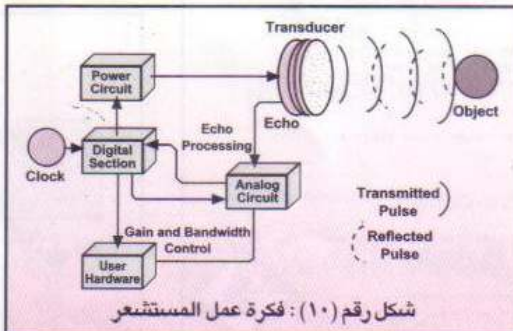 Transducer
Power
Circuit
Object
Echo
Echo
Processing
Digital
Section
Clock
Analog
Circuit
Transmitted
Pulse
Gain and Bandwidth
Control
Reflected
Pulse
User
Hardware
شكل رقم (١٠) : فكرة عمل المستشعر